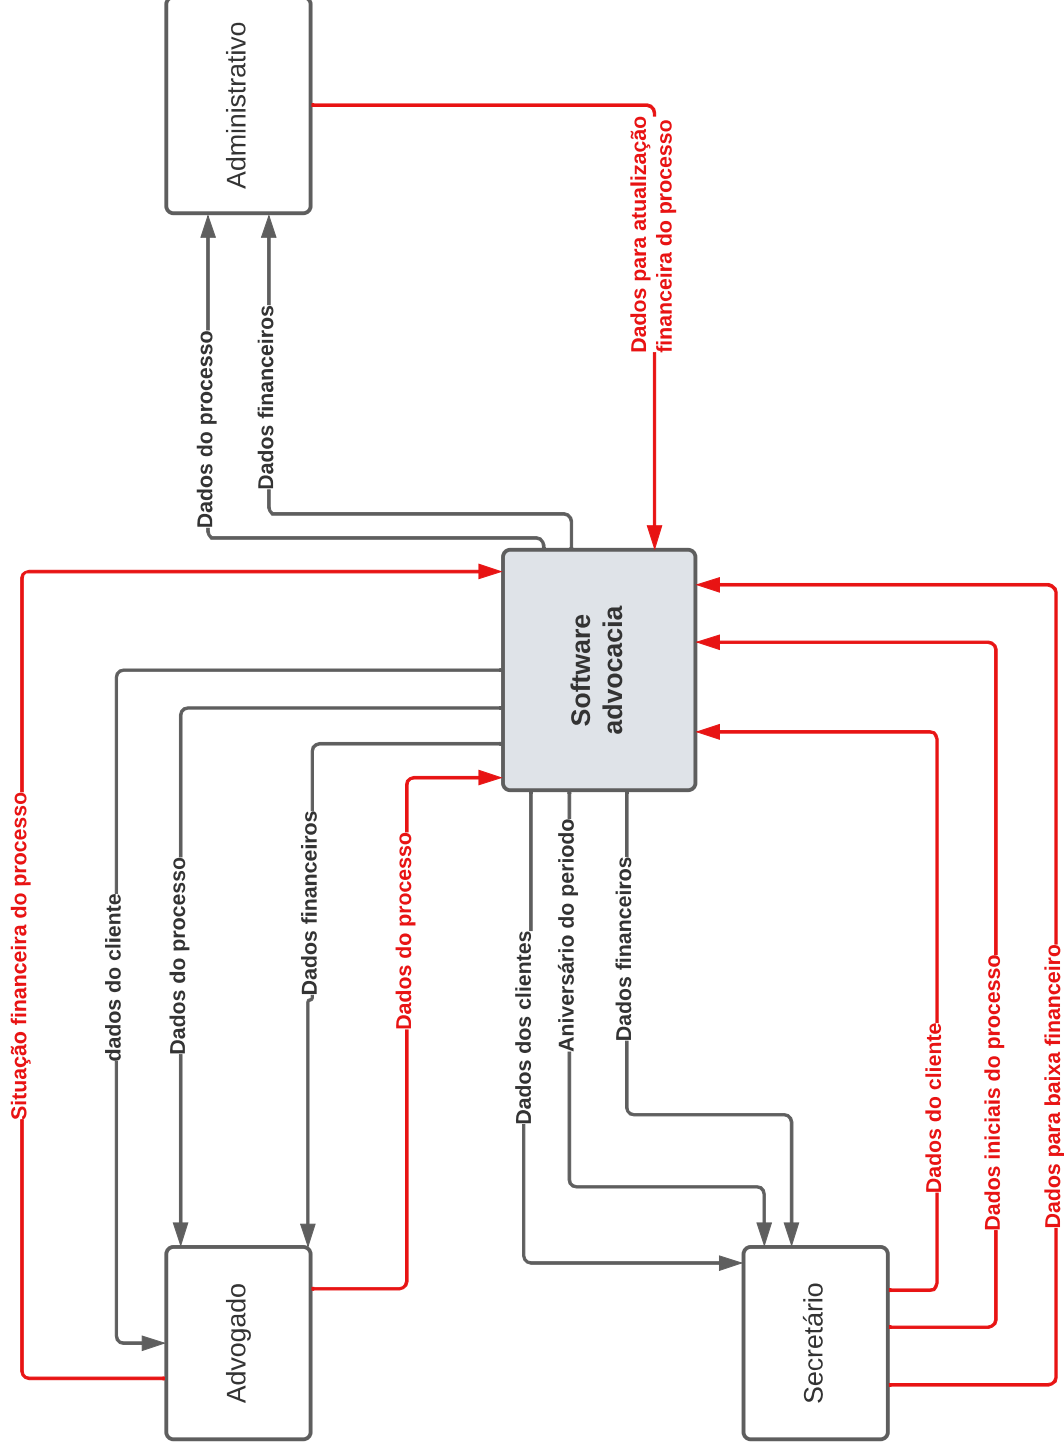 Situação financeira do processo
dados do cliente
Dados do processo
Advogado
Dados financeiros
Dados do processo
Dados do processo
Administrativo
Dados financeiros
Software
advocacia
Dados dos clientes
Aniversário do periodo
Dados financeiros
Dados para atualização
financeira do processo
Secretário
Dados do cliente
Dados iniciais do processo
Dados para baixa financeiro